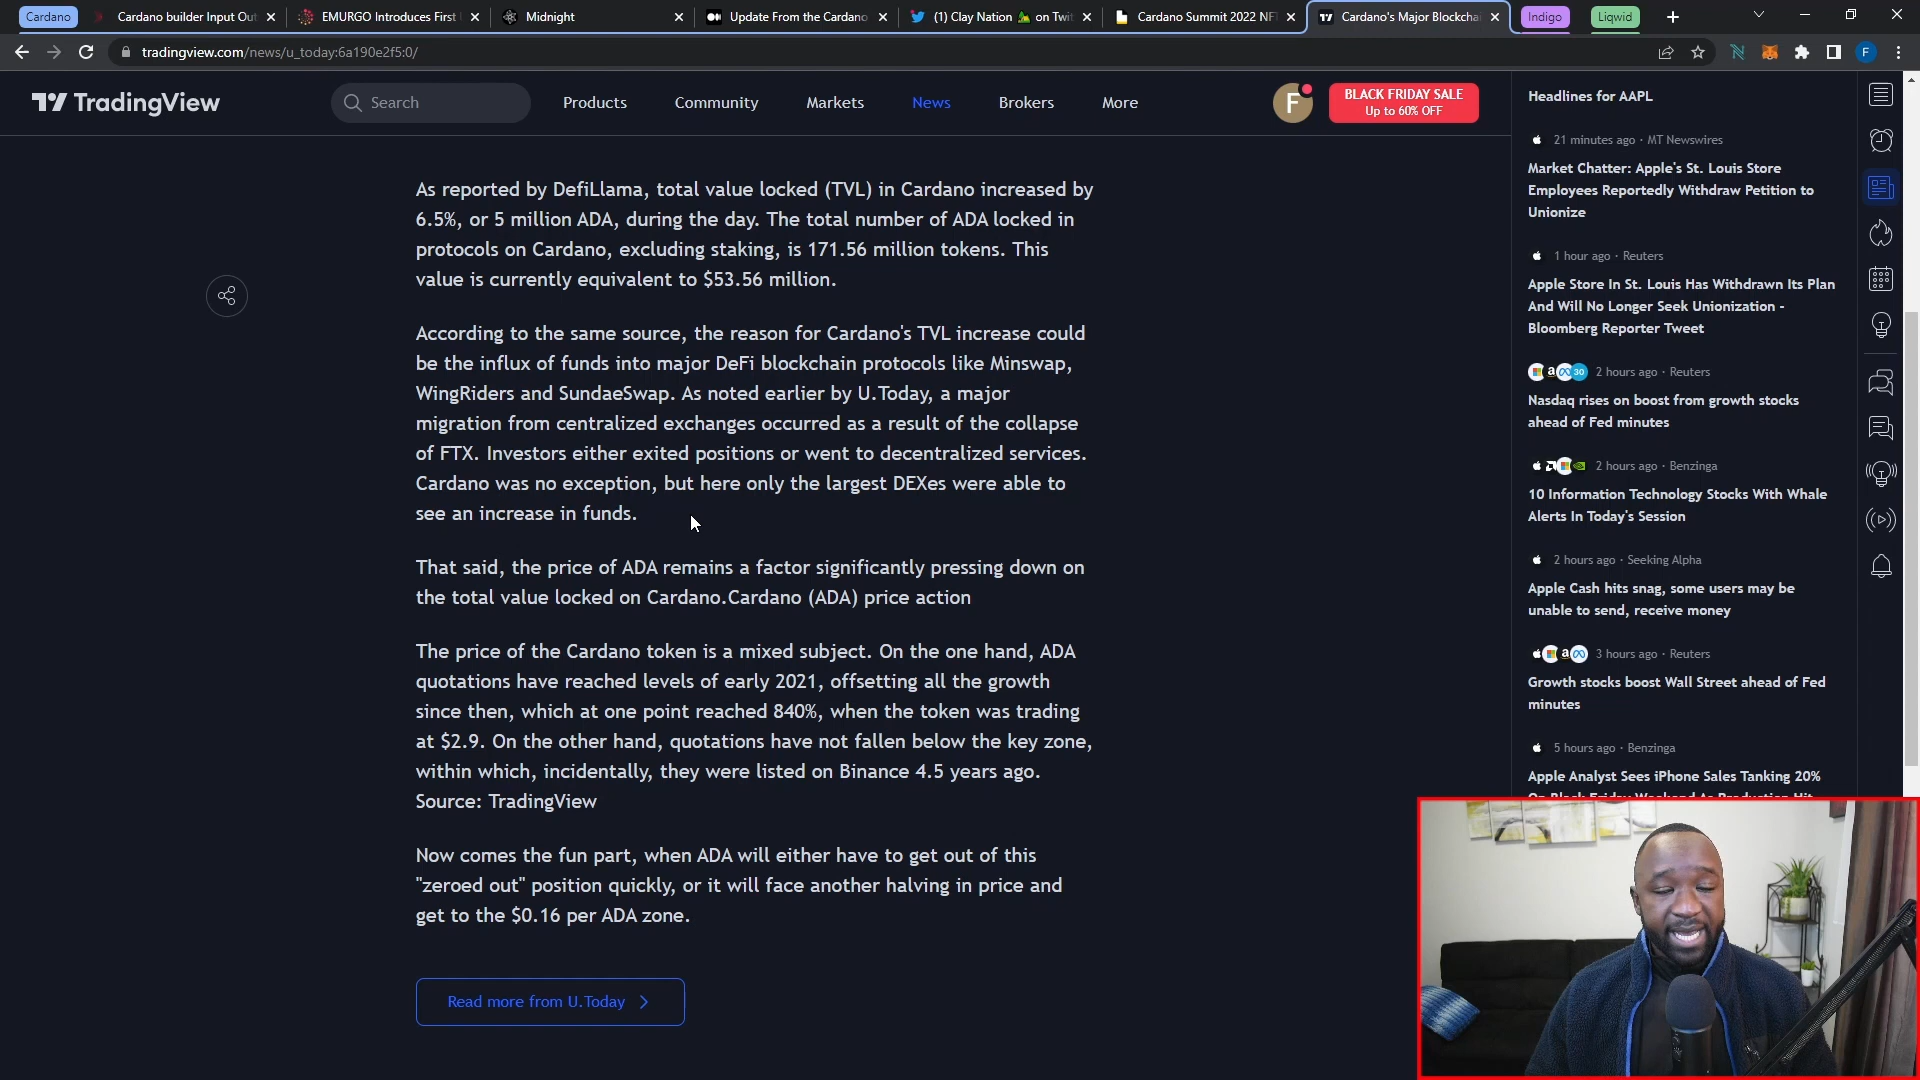 Cardano
Cardano builder Input Out
EMURGO Introduces First
Midnight
Update From the Cardano
(1) Clay Nation on Twi
Cardano Summit 2022 NF
Cardano's Major Blockcha
Indigo
Liqwid
tradingview.com/news/u_today:6a190e2f5:0/
F
TradingView
Search
Products
Community
Markets
News
Brokers
More
F
BLACK FRIDAY SALE
Up to 60% OFF
As reported by DefiLlama, total value locked (TVL) in Cardano increased by
6.5%, or 5 million ADA, during the day. The total number of ADA locked in
protocols on Cardano, excluding staking, is 171.56 million tokens. This
value is currently equivalent to $53.56 million.
According to the same source, the reason for Cardano's TVL increase could
be the influx of funds into major DeFi blockchain protocols like Minswap,
WingRiders and SundaeSwap. As noted earlier by U.Today, a major
migration from centralized exchanges occurred as a result of the collapse
of FTX. Investors either exited positions or went to decentralized services.
Cardano was no exception, but here only the largest DEXes were able to
see an increase in funds.
That said, the price of ADA remains a factor significantly pressing down on
the total value locked on Cardano.Cardano (ADA) price action
The price of the Cardano token is a mixed subject. On the one hand, ADA
quotations have reached levels of early 2021, offsetting all the growth
since then, which at one point reached 840%, when the token was trading
at $2.9. On the other hand, quotations have not fallen below the key zone,
within which, incidentally, they were listed on Binance 4.5 years ago.
Source: TradingView
Now comes the fun part, when ADA will either have to get out of this
"zeroed out" position quickly, or it will face another halving in price and
get to the $0.16 per ADA zone.
Read more from U.Today
Headlines for AAPL
21 minutes ago · MT Newswires
Market Chatter: Apple's St. Louis Store
Employees Reportedly Withdraw Petition to
Unionize
1 hour ago · Reuters
Apple Store In St. Louis Has Withdrawn Its Plan
And Will No Longer Seek Unionization -
Bloomberg Reporter Tweet
30 2 hours ago · Reuters
Nasdaq rises on boost from growth stocks
ahead of Fed minutes
2 hours ago · Benzinga
10 Information Technology Stocks With Whale
Alerts In Today's Session
2 hours ago · Seeking Alpha
Apple Cash hits snag, some users may be
unable to send, receive money
3 hours ago · Reuters
Growth stocks boost Wall Street ahead of Fed
minutes
5 hours ago · Benzinga
Apple Analyst Sees iPhone Sales Tanking 20%
On Black Friday Weekend As Production Hit